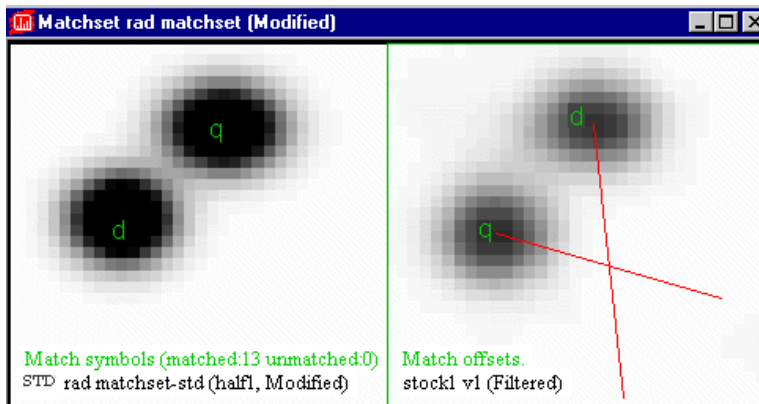 Matchset rad matchset (Modified)
q
d
d
q
Match symbols (matched:13 unmatched:0)
STD rad matchset-std (half1, Modified)
Match offsets.
stock1 v1 (Filtered)